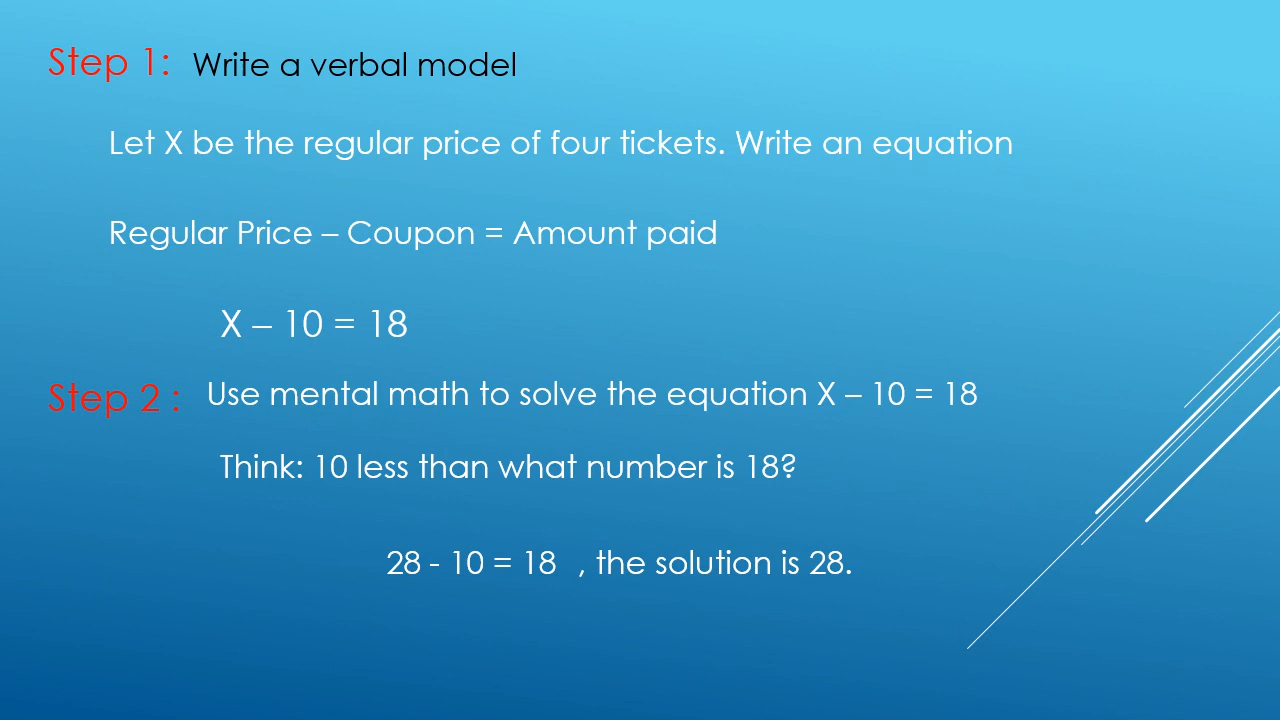 Step 1: Write a verbal model
Let X be the regular price of four tickets. Write an equation
Regular Price – Coupon = Amount paid
X – 10 = 18
Step 2 : Use mental math to solve the equation X – 10 = 18
Think: 10 less than what number is 18?
28 - 10 = 18 , the solution is 28.